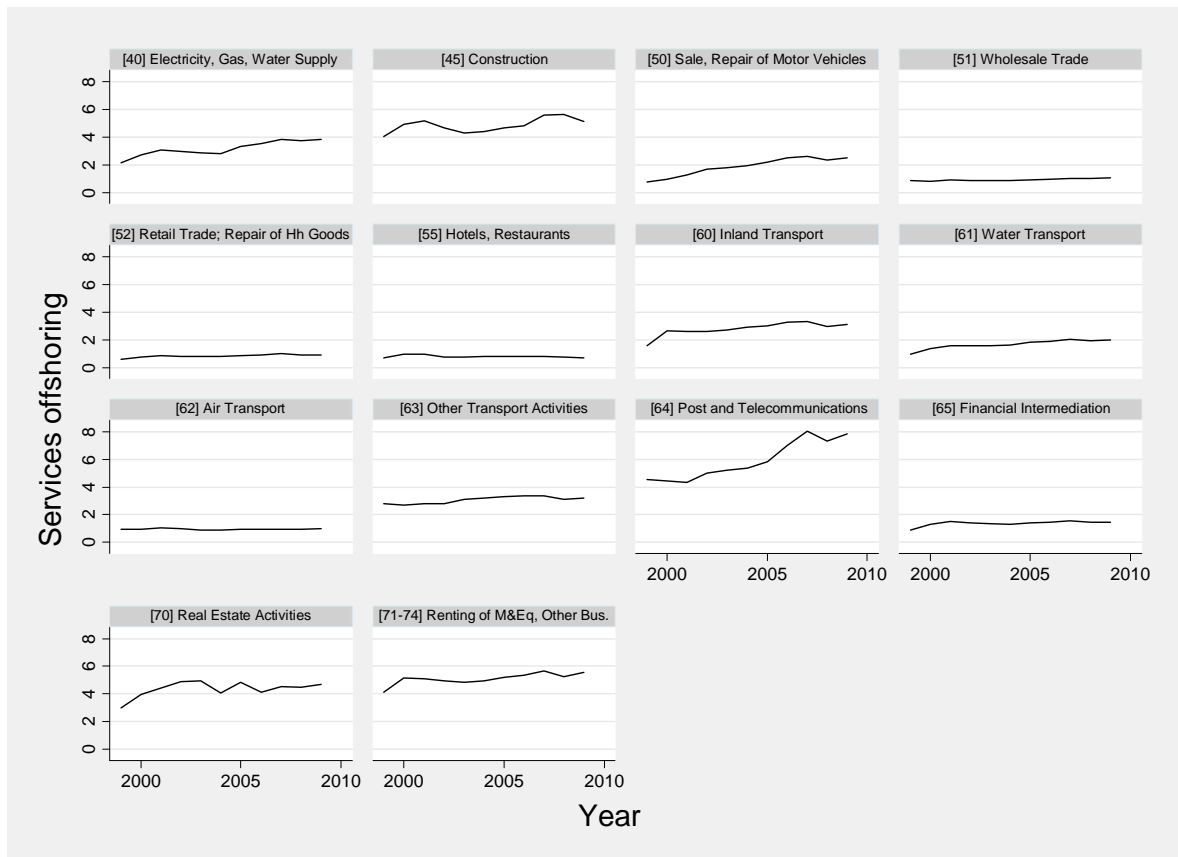 [40] Electricity, Gas, Water Supply
[45] Construction
[50] Sale, Repair of Motor Vehicles
[51] Wholesale Trade
8
6
4
2
0
[52] Retail Trade; Repair of Hh Goods
[55] Hotels, Restaurants
[60] Inland Transport
[61] Water Transport
8
6
4
2
0
[62] Air Transport
[63] Other Transport Activities
[64] Post and Telecommunications
[65] Financial Intermediation
8
6
4
2
0
2000 2005 2010
2000 2005 2010
[70] Real Estate Activities
[71-74] Renting of M&Eq, Other Bus.
8
6
4
2
0
2000 2005 2010
2000 2005 2010
Services offshoring
Year